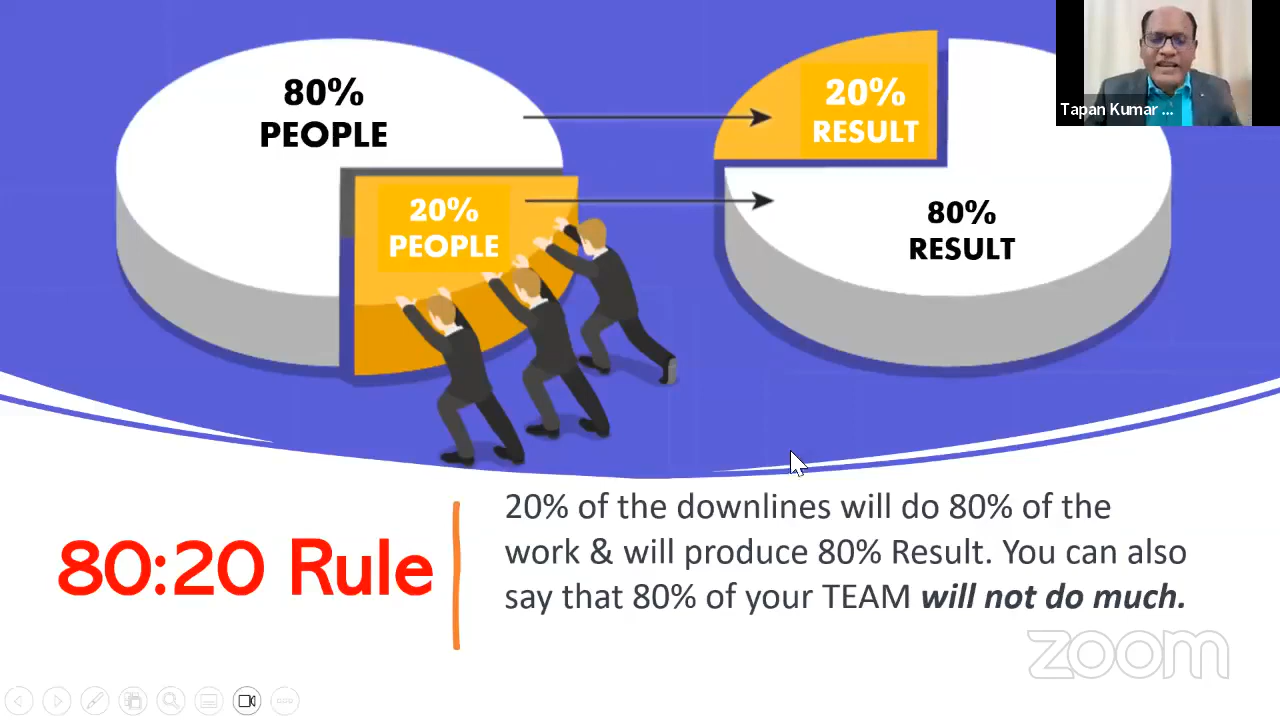 80%
PEOPLE
20%
PEOPLE
20%
RESULT
80%
RESULT
Tapan Kumar ...
80:20 Rule
20% of the downlines will do 80% of the
work & will produce 80% Result. You can also
say that 80% of your TEAM will not do much.
zoom